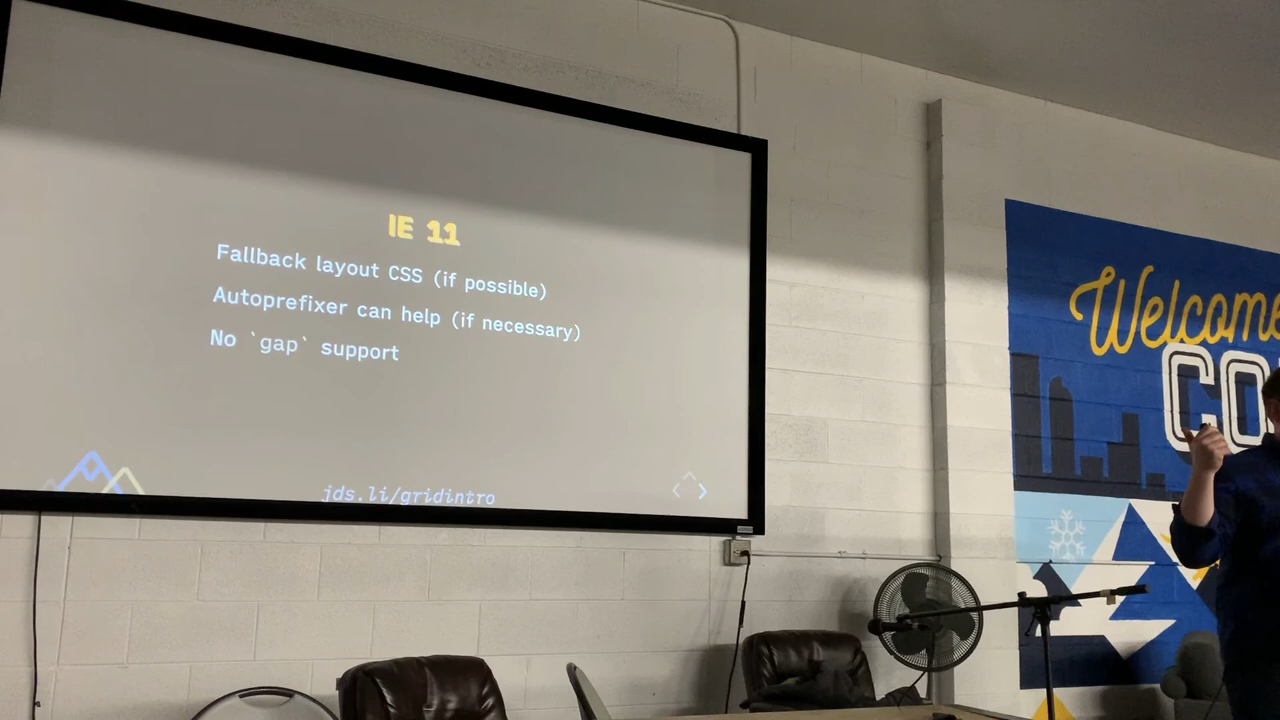 IE 11
Fallback layout CSS (if possible)
Autoprefixer can help (if necessary)
No `gap` support
jds.li/gridintro
Welcome